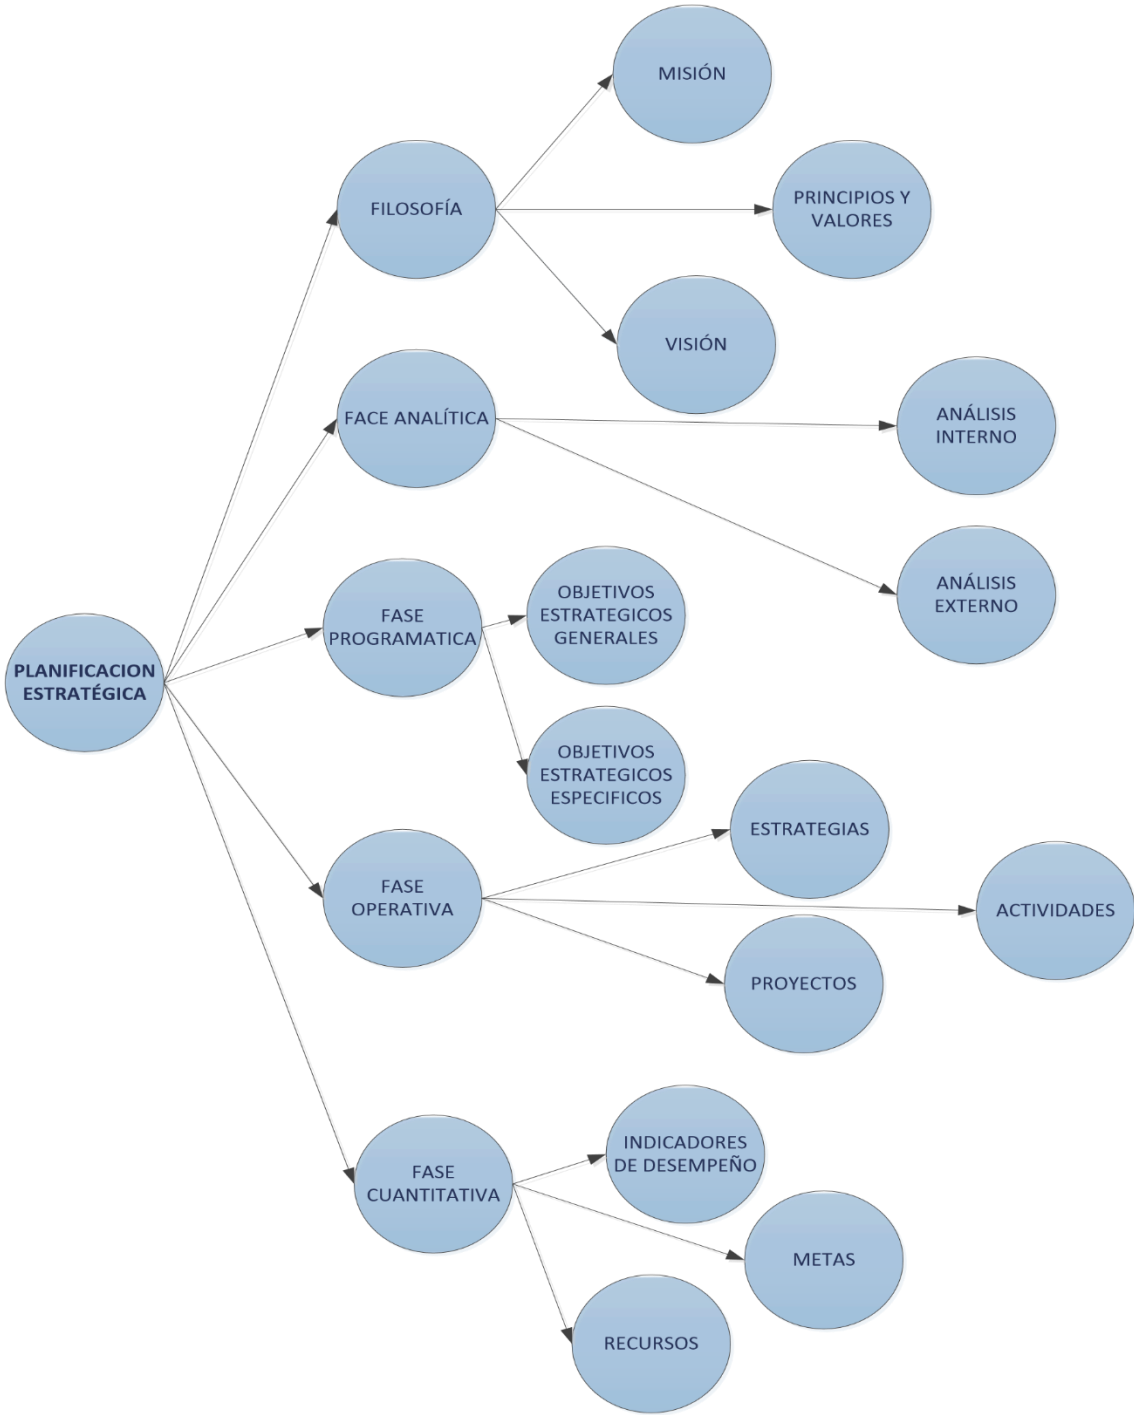 MISIÓN
FILOSOFÍA
PRINCIPIOS Y
VALORES
VISIÓN
FACE ANALÍTICA
ANÁLISIS
INTERNO
ANÁLISIS
EXTERNO
PLANIFICACION
ESTRATÉGICA
FASE
PROGRAMATICA
OBJETIVOS
ESTRATEGICOS
GENERALES
OBJETIVOS
ESTRATEGICOS
ESPECIFICOS
FASE
OPERATIVA
ESTRATEGIAS
ACTIVIDADES
PROYECTOS
FASE
CUANTITATIVA
INDICADORES
DE DESEMPEÑO
METAS
RECURSOS